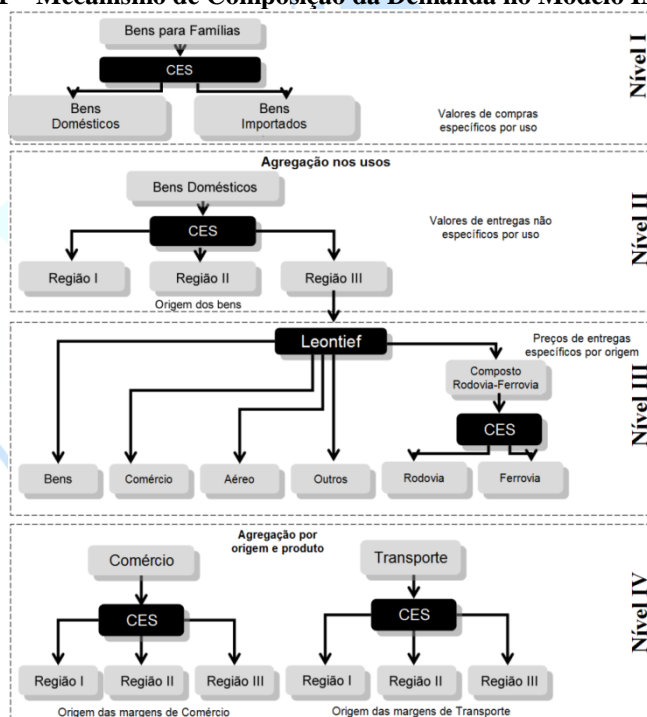 Mecanismo de Composição da Demanda no Modelo
Bens para Famílias
CES
Bens
Domésticos
Bens
Importados
Valores de compras
específicos por uso
Nível I
Agregação nos usos
Bens Domésticos
CES
Valores de entregas não
específicos por uso
Região I
Região II
Região III
Origem dos bens
Nível II
Leontief
Preços de entregas
específicos por origem
Composto
Rodovia-Ferrovia
CES
Bens
Comércio
Aéreo
Outros
Rodovia
Ferrovia
Nível III
Agregação por
origem e produto
Comércio
Transporte
CES
CES
Região I
Região II
Região III
Região I
Região II
Região III
Origem das margens de Comércio
Origem das margens de Transporte
Nível IV